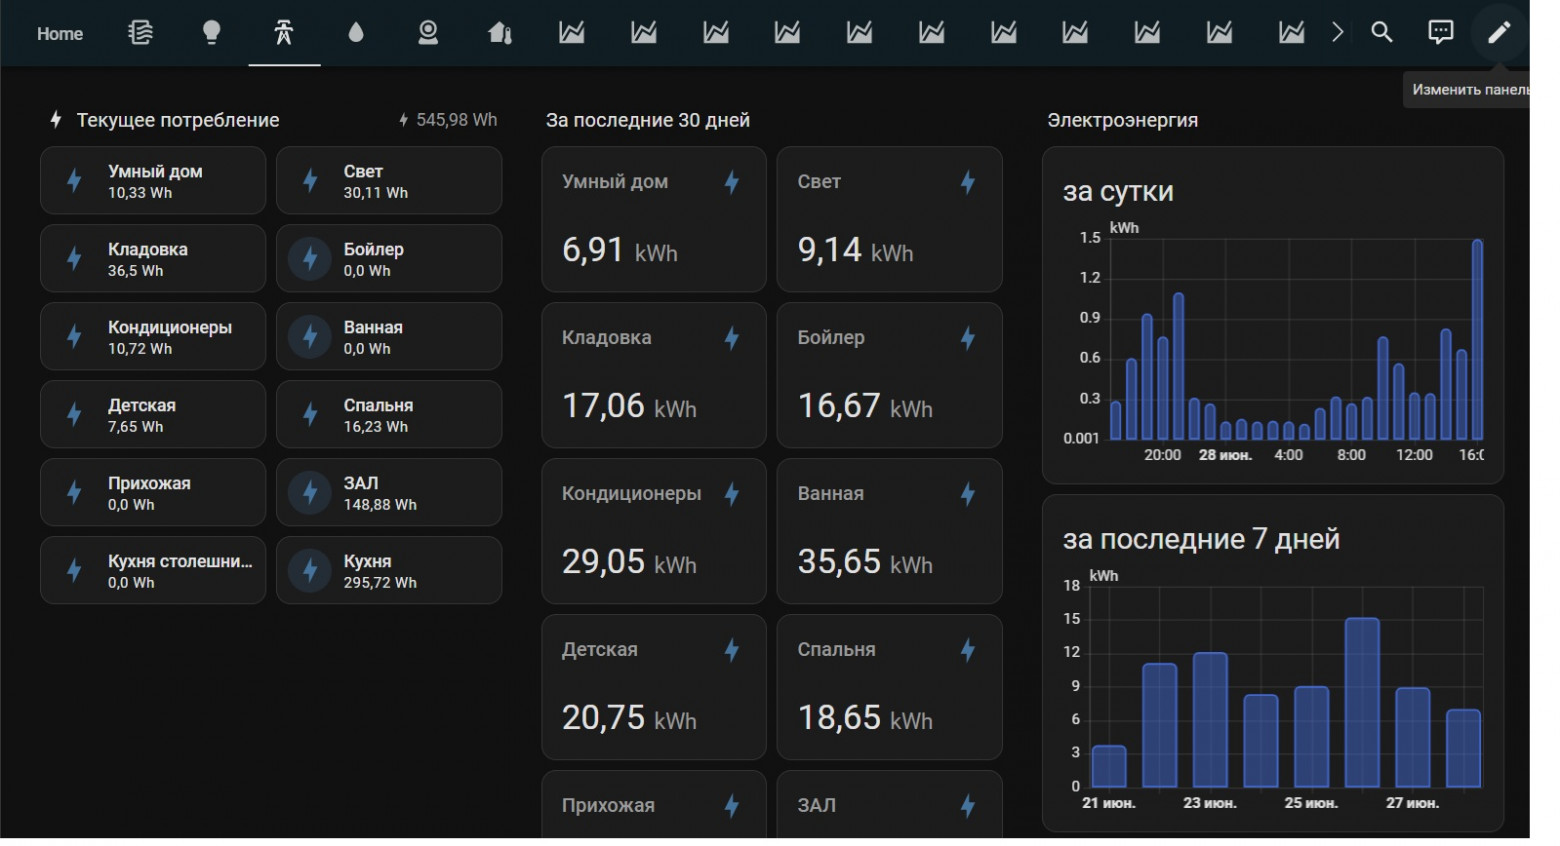 Home
Изменить панель
Текущее потребление
545,98 Wh
Умный дом
10,33 Wh
Свет
30,11 Wh
Кладовка
36,5 Wh
Бойлер
0,0 Wh
Кондиционеры
10,72 Wh
Ванная
0,0 Wh
Детская
7,65 Wh
Спальня
16,23 Wh
Прихожая
0,0 Wh
ЗАЛ
148,88 Wh
Кухня столешни...
0,0 Wh
Кухня
295,72 Wh
За последние 30 дней
Умный дом
6,91 kWh
Свет
9,14 kWh
Кладовка
17,06 kWh
Бойлер
16,67 kWh
Кондиционеры
29,05 kWh
Ванная
35,65 kWh
Детская
20,75 kWh
Спальня
18,65 kWh
Прихожая
ЗАЛ
Электроэнергия
за сутки
kWh
1.5
1.2
0.9
0.6
0.3
0.001
20:00 28 июн. 4:00 8:00 12:00 16:0
за последние 7 дней
kWh
18
15
12
9
6
3
0
21 июн. 23 июн. 25 июн. 27 июн.